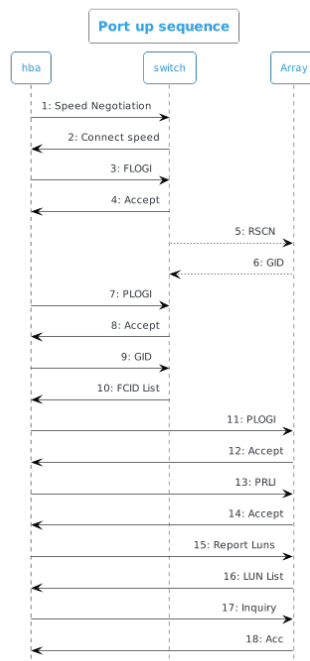 Port up sequence
hba
switch
Array
1: Speed Negotiation
2: Connect speed
3: FLOGI
4: Accept
5: RSCN
6: GID
7: PLOGI
8: Accept
9: GID
10: FCID List
11: PLOGI
12: Accept
13: PRLI
14: Accept
15: Report Luns
16: LUN List
17: Inquiry
18: Acc